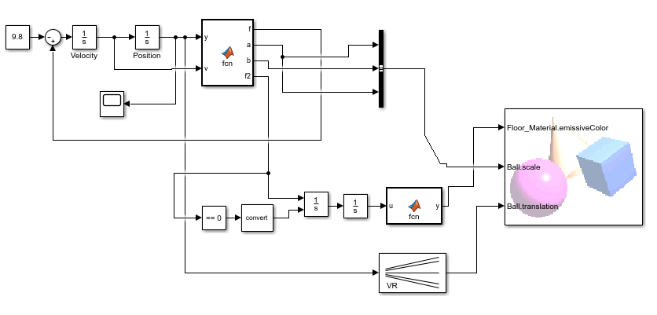 9.8
− +
1
s
Velocity
1
s
Position
y
v
fcn
f
a
b
f2
Floor_Material.emissiveColor
Ball.scale
Ball.translation
== 0
convert
1
s
1
s
u
fcn
y
VR